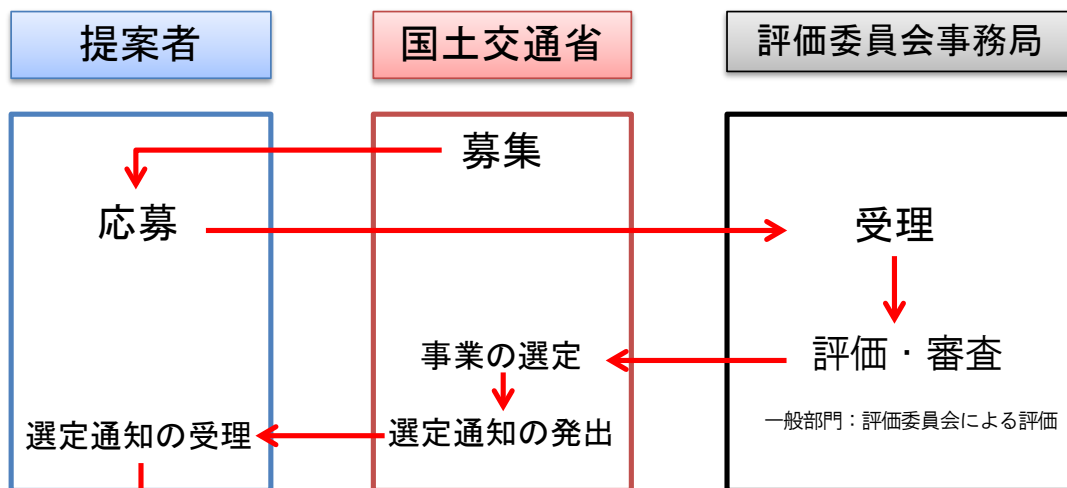 提案者
国土交通省
評価委員会事務局
募集
応募
受理
評価・審査
事業の選定
一般部門：評価委員会による評価
選定通知の発出
選定通知の受理